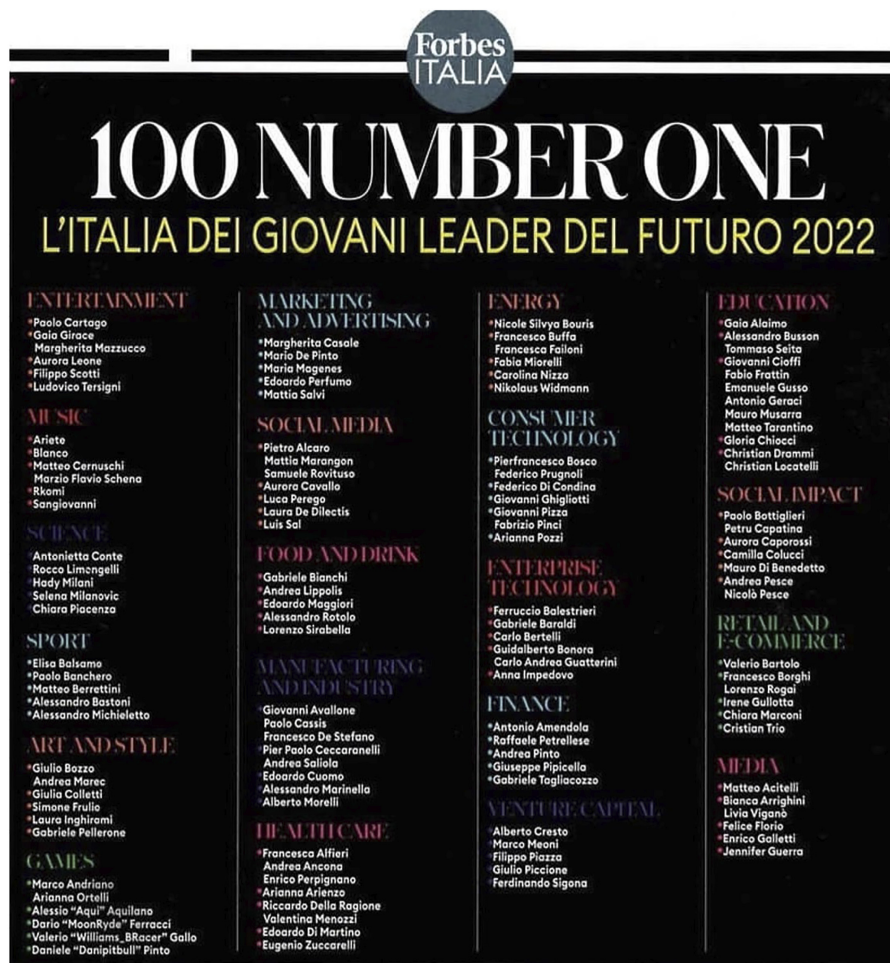 Forbes
ITALIA
100 NUMBER ONE
L'ITALIA DEI GIOVANI LEADER DEL FUTURO 2022
ENTERTAINMENT
Paolo Cartago
Gaia Girace
Margherita Mazzucco
Aurora Leone
Filippo Scotti
Ludovico Tersigni
MUSIC
Ariete
Blanco
Matteo Cernuschi
Marzio Flavio Schena
Rkomi
Sangiovanni
SCIENCE
Antonietta Conte
Rocco Limongelli
Hady Milani
Selena Milanovic
Chiara Piacenza
SPORT
Elisa Balsamo
Paolo Banchero
Matteo Berrettini
Alessandro Bastoni
Alessandro Michieletto
ART AND STYLE
Giulio Bozzo
Andrea Marec
Giulia Colletti
Simone Frulio
Laura Inghirami
Gabriele Pellerone
GAMES
Marco Andriano
Arianna Ortelli
Alessio "Aqui" Aquilano
Dario "MoonRyde" Ferracci
Valerio "Williams_BRacer" Gallo
Daniele "Danipitbull" Pinto
MARKETING
AND ADVERTISING
Margherita Casale
Mario De Pinto
Maria Magenes
Edoardo Perfumo
Mattia Salvi
SOCIAL MEDIA
Pietro Alcaro
Mattia Marangon
Samuele Rovituso
Aurora Cavallo
Luca Perego
Laura De Dilectis
Luis Sal
FOOD AND DRINK
Gabriele Bianchi
Andrea Lippolis
Edoardo Maggiori
Alessandro Rotolo
Lorenzo Sirabella
MANUFACTURING
AND INDUSTRY
Giovanni Avallone
Paolo Cassis
Francesco De Stefano
Pier Paolo Ceccaranelli
Andrea Saliola
Edoardo Cuomo
Alessandro Marinella
Alberto Morelli
HEALTH CARE
Francesca Alfieri
Andrea Ancona
Enrico Perpignano
Arianna Arienzo
Riccardo Della Ragione
Valentina Menozzi
Edoardo Di Martino
Eugenio Zuccarelli
ENERGY
Nicole Silvya Bouris
Francesco Buffa
Francesca Failoni
Fabia Miorelli
Carolina Nizza
Nikolaus Widmann
CONSUMER
TECHNOLOGY
Pierfrancesco Bosco
Federico Prugnoli
Federico Di Condina
Giovanni Ghigliotti
Giovanni Pizza
Fabrizio Pinci
Arianna Pozzi
ENTERPRISE
TECHNOLOGY
Ferruccio Balestrieri
Gabriele Baraldi
Carlo Bertelli
Guidalberto Bonora
Carlo Andrea Guatterini
Anna Impedovo
FINANCE
Antonio Amendola
Raffaele Petrellese
Andrea Pinto
Giuseppe Pipicella
Gabriele Tagliacozzo
VENTURE CAPITAL
Alberto Cresto
Marco Meoni
Filippo Piazza
Giulio Piccione
Ferdinando Sigona
EDUCATION
Gaia Alaimo
Alessandro Busson
Tommaso Seita
Giovanni Cioffi
Fabio Frattin
Emanuele Gusso
Antonio Geraci
Mauro Musarra
Matteo Tarantino
Gloria Chiocci
Christian Drammi
Christian Locatelli
SOCIAL IMPACT
Paolo Bottiglieri
Petru Capatina
Aurora Caporossi
Camilla Colucci
Mauro Di Benedetto
Andrea Pesce
Nicolò Pesce
RETAIL AND
E-COMMERCE
Valerio Bartolo
Francesco Borghi
Lorenzo Rogai
Irene Gullotta
Chiara Marconi
Cristian Trio
MEDIA
Matteo Acitelli
Bianca Arrighini
Livia Viganò
Felice Florio
Enrico Galletti
Jennifer Guerra